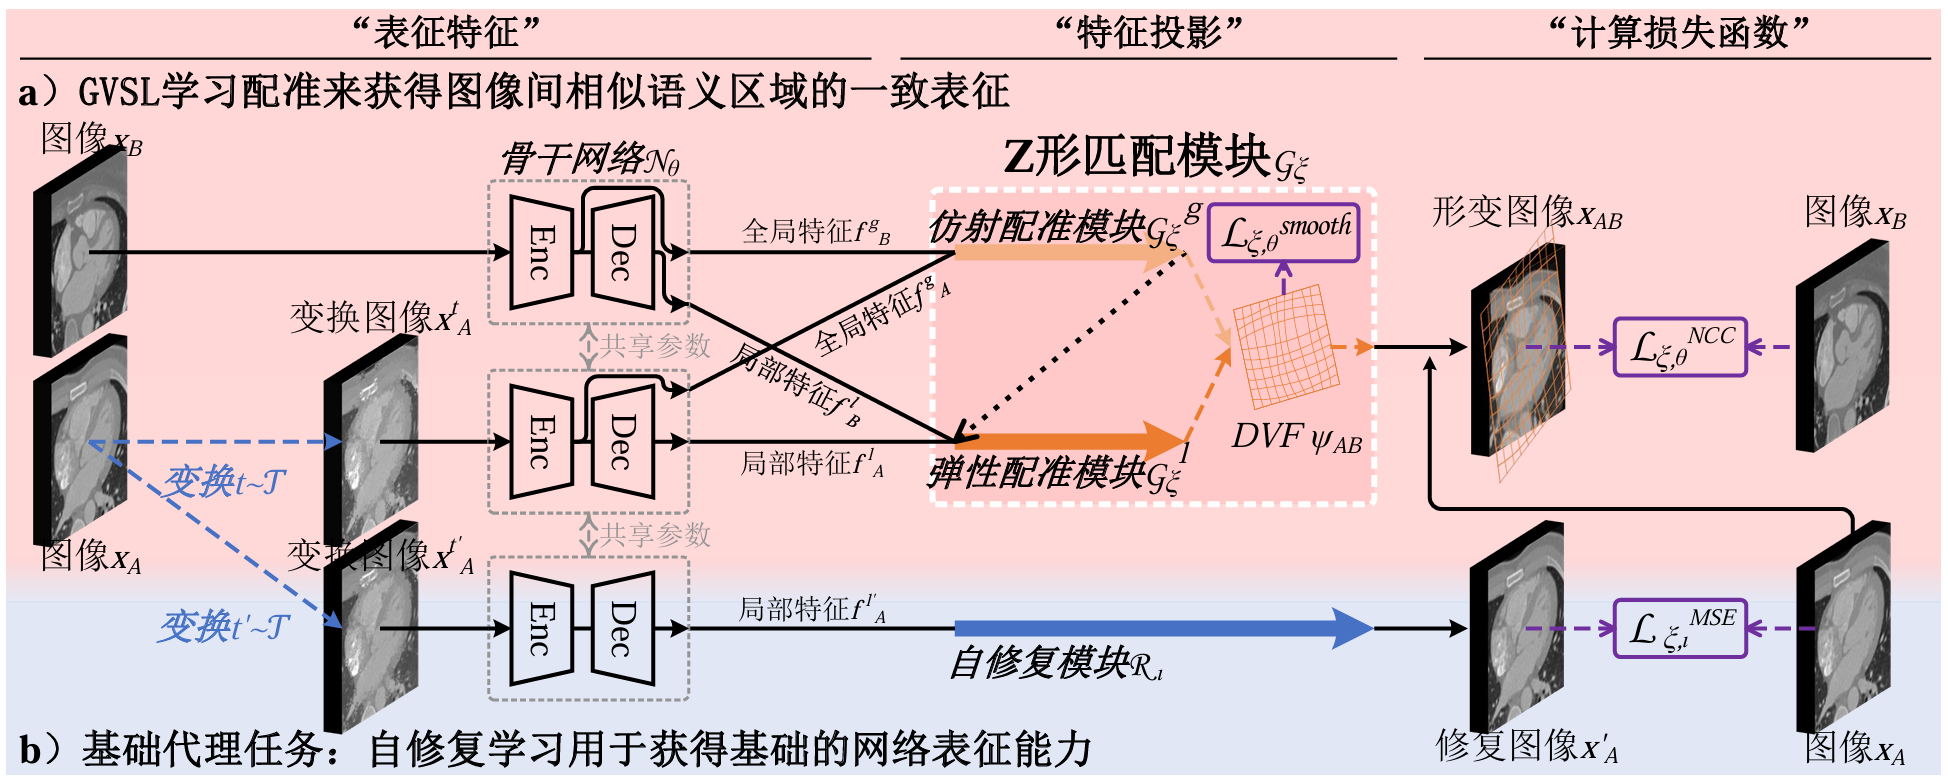 “表征特征”
“特征投影”
“计算损失函数”
a）GVSL学习配准来获得图像间相似语义区域的一致表征
图像x_B
骨干网络𝒩_θ
Z形匹配模块𝒢_ξ
Enc
Dec
全局特征f^g_B
仿射配准模块𝒢_ξ^g
ℒ_ξ,θ^smooth
形变图像x_AB
图像x_B
变换图像x^t_A
共享参数
全局特征f^g_A
局部特征f^l_B
ℒ_ξ,θ^NCC
Enc
Dec
DVF ψ_AB
变换t~𝒯
局部特征f^l_A
弹性配准模块𝒢_ξ^l
图像x_A
变换图像x^t'_A
共享参数
变换t'~𝒯
Enc
Dec
局部特征f^l'_A
自修复模块ℛ_ι
ℒ_ξ,ι^MSE
修复图像x'_A
图像x_A
b）基础代理任务：自修复学习用于获得基础的网络表征能力